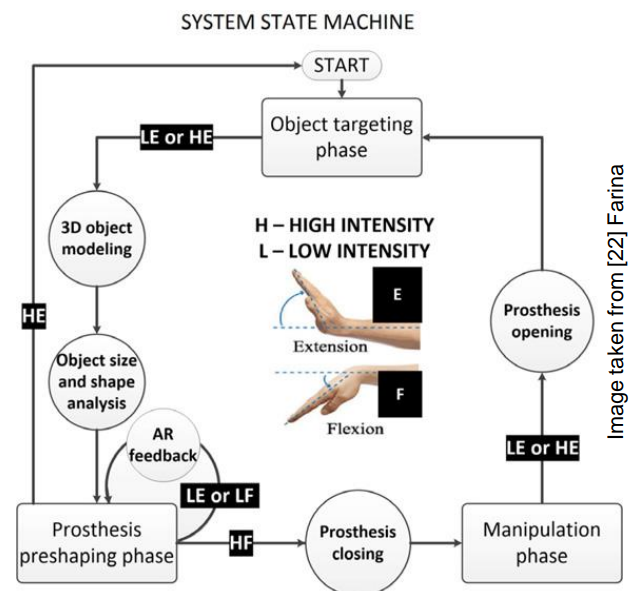 SYSTEM STATE MACHINE
START
Object targeting
phase
LE or HE
3D object
modeling
H – HIGH INTENSITY
L – LOW INTENSITY
E
Extension
F
Flexion
HE
Object size
and shape
analysis
AR
feedback
LE or LF
Prosthesis
preshaping phase
HF
Prosthesis
closing
Manipulation
phase
LE or HE
Prosthesis
opening
Image taken from [22] Farina